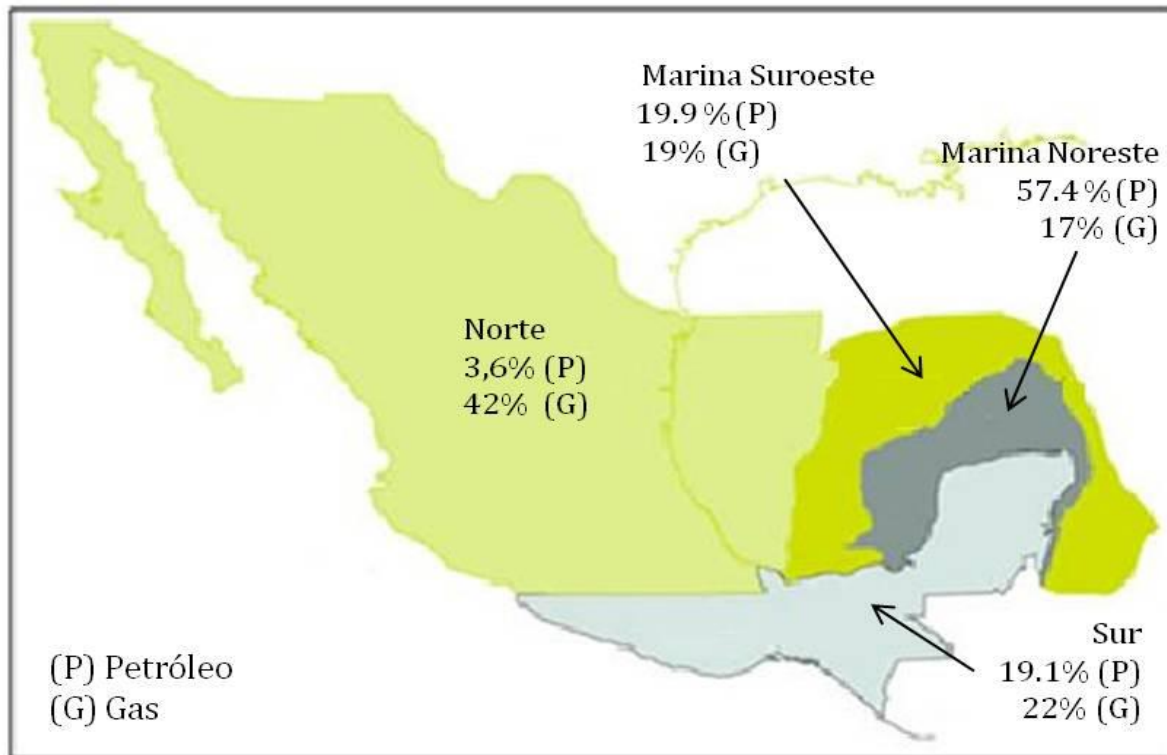 Marina Suroeste
19.9 % (P)
19% (G)
Marina Noreste
57.4 % (P)
17% (G)
Norte
3,6% (P)
42% (G)
Sur
19.1% (P)
22% (G)
(P) Petróleo
(G) Gas